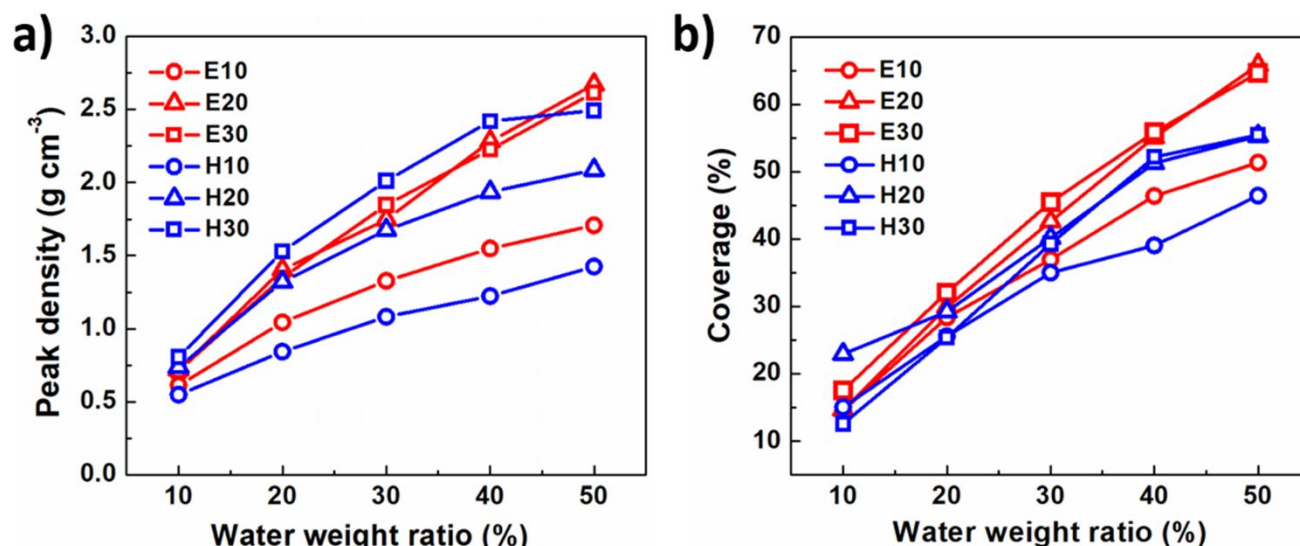 a)
Peak density (g cm⁻³)
3.0
2.5
2.0
1.5
1.0
0.5
0.0
E10
E20
E30
H10
H20
H30
10 20 30 40 50
Water weight ratio (%)
b)
Coverage (%)
70
60
50
40
30
20
10
E10
E20
E30
H10
H20
H30
10 20 30 40 50
Water weight ratio (%)